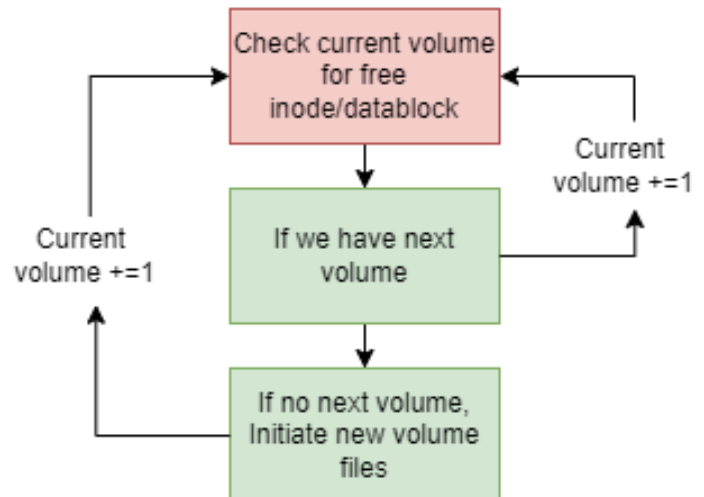 Check current volume
for free
inode/datablock
Current
volume +=1
If we have next
volume
Current
volume +=1
If no next volume,
Initiate new volume
files